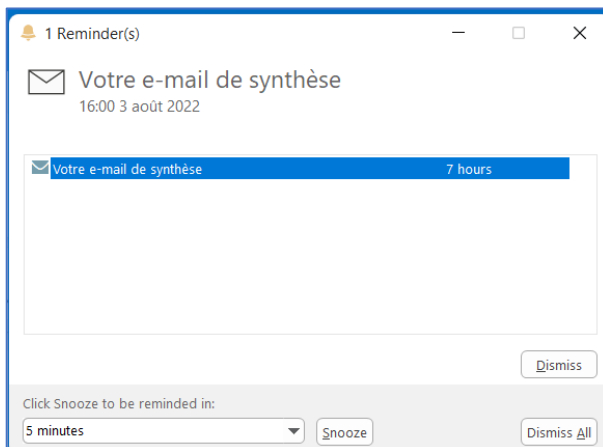 1 Reminder(s)
Votre e-mail de synthèse
16:00 3 août 2022
Votre e-mail de synthèse 7 hours
Dismiss
Click Snooze to be reminded in:
5 minutes Snooze Dismiss All